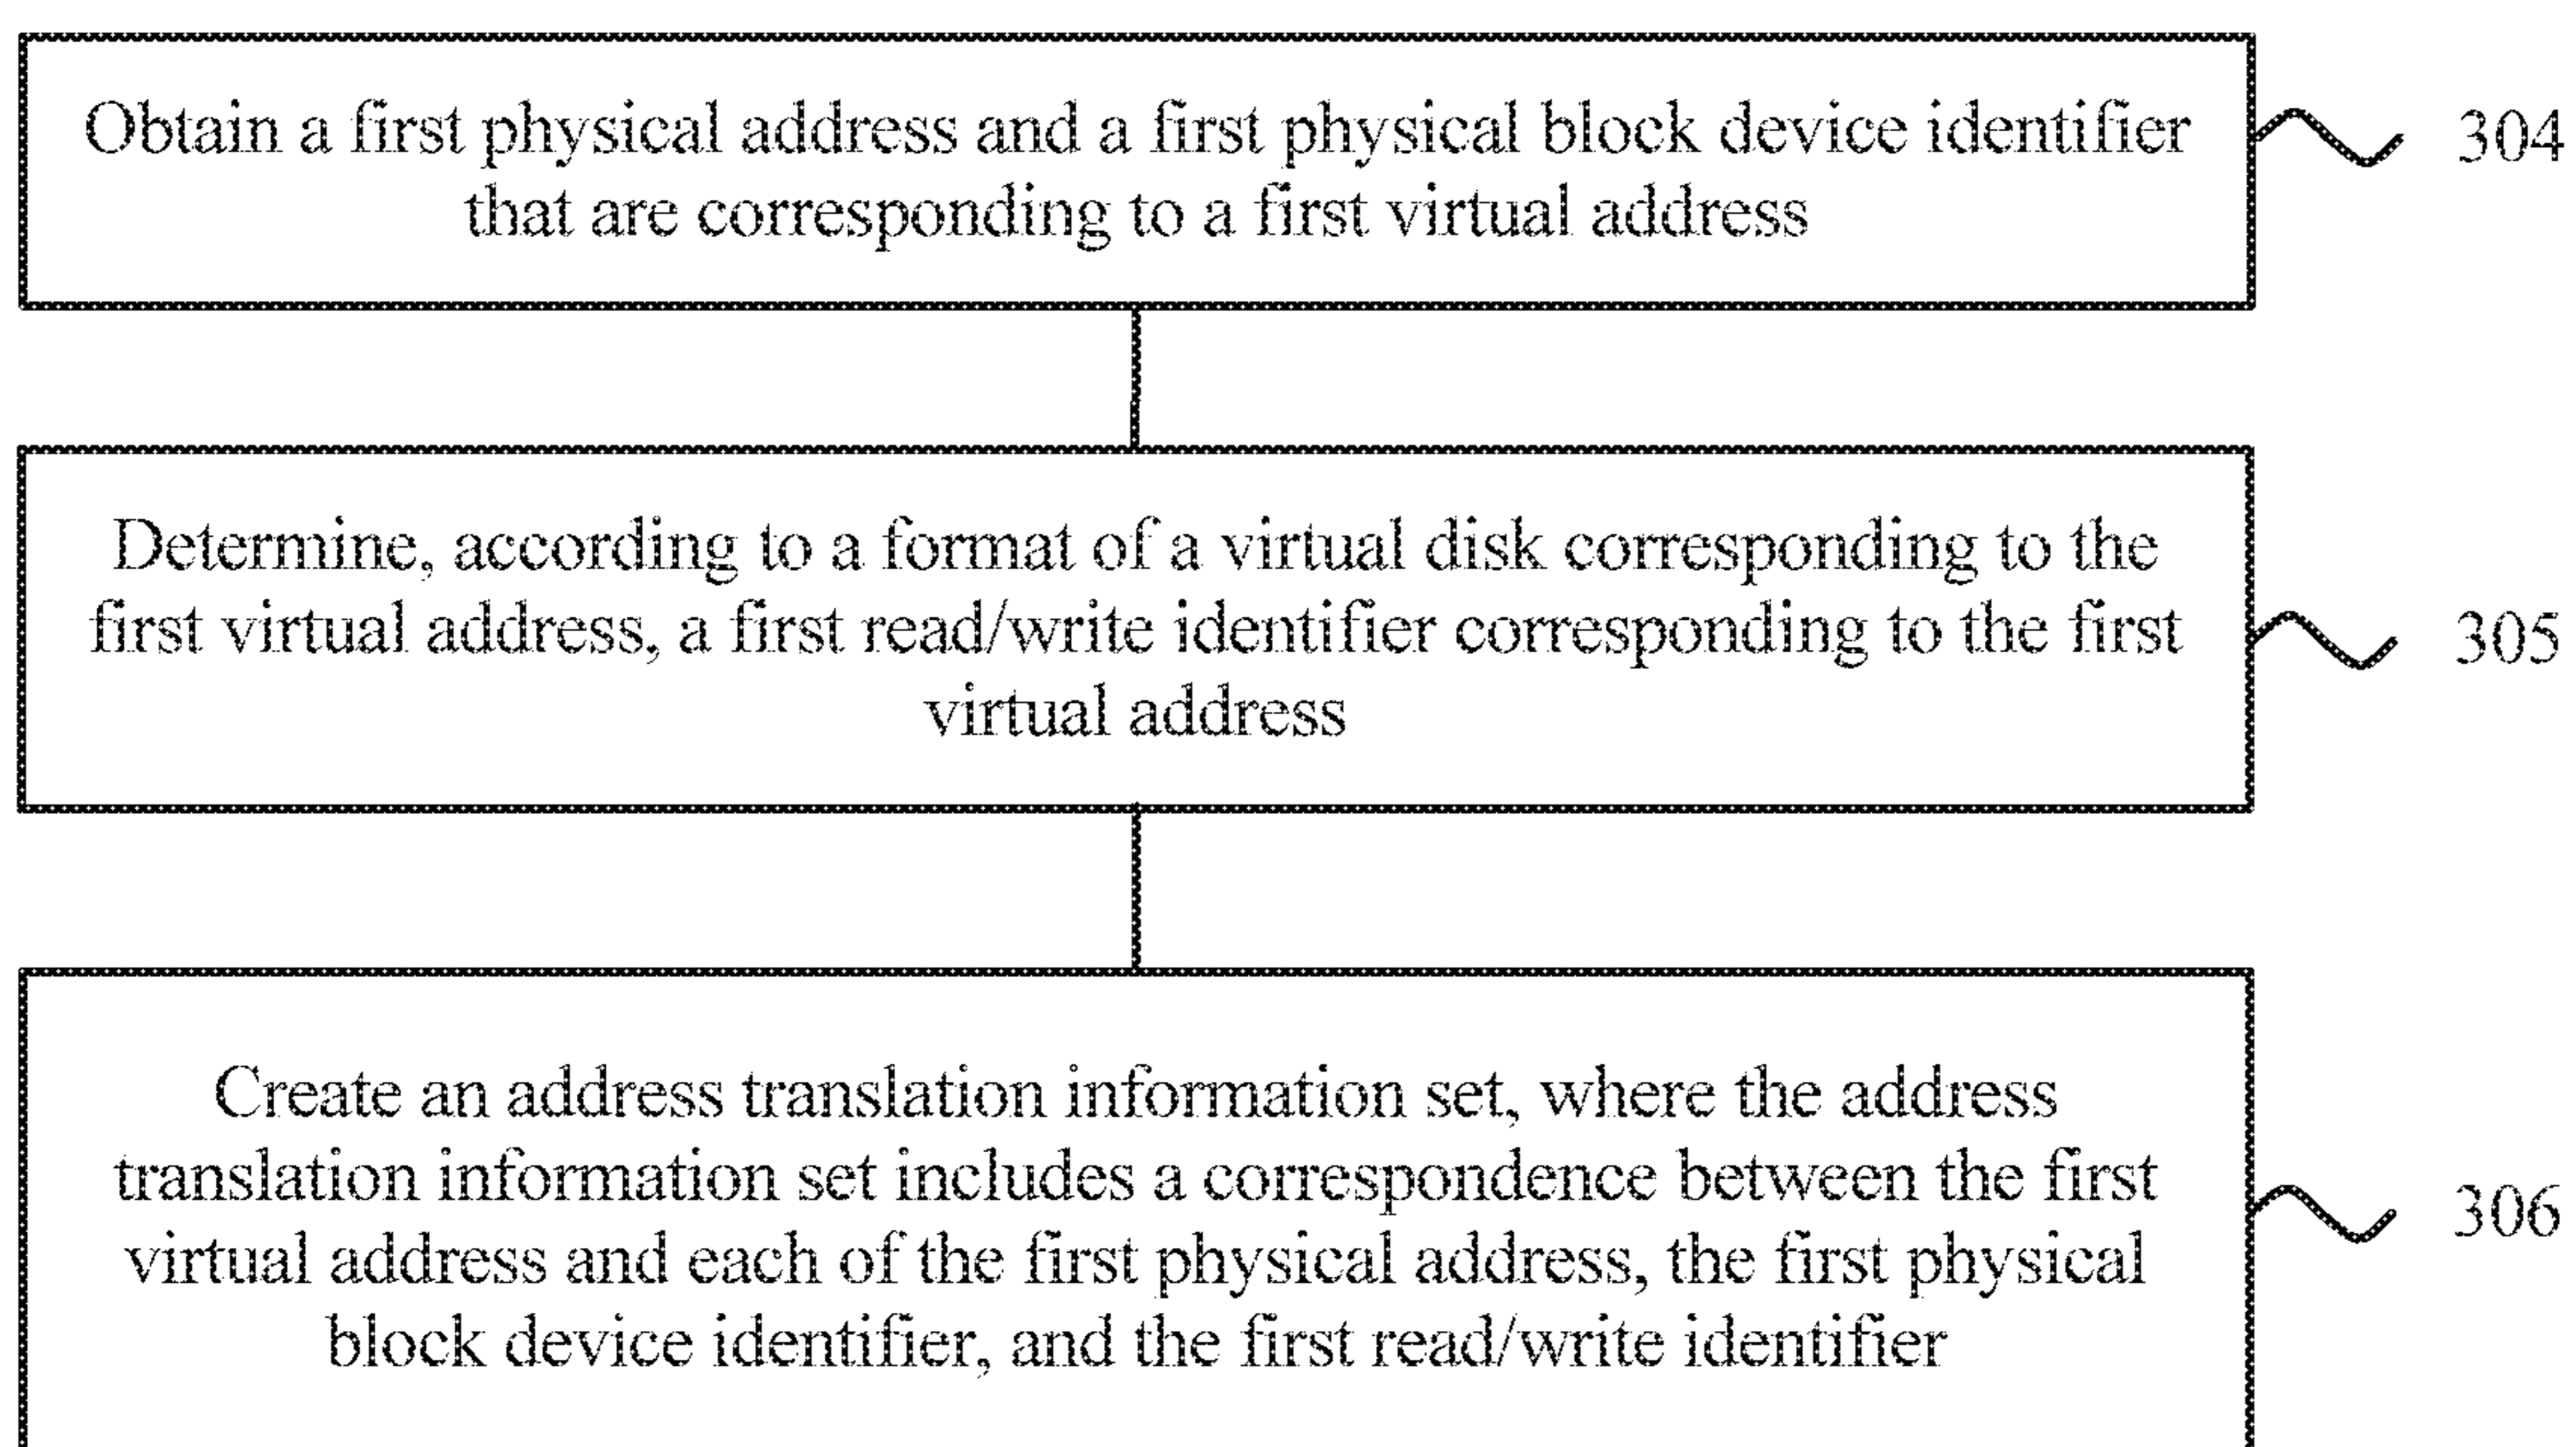 Obtain a first physical address and a first physical block device identifier
that are corresponding to a first virtual address
304
Determine, according to a format of a virtual disk corresponding to the
first virtual address, a first read/write identifier corresponding to the first
virtual address
305
Create an address translation information set, where the address
translation information set includes a correspondence between the first
virtual address and each of the first physical address, the first physical
block device identifier, and the first read/write identifier
306